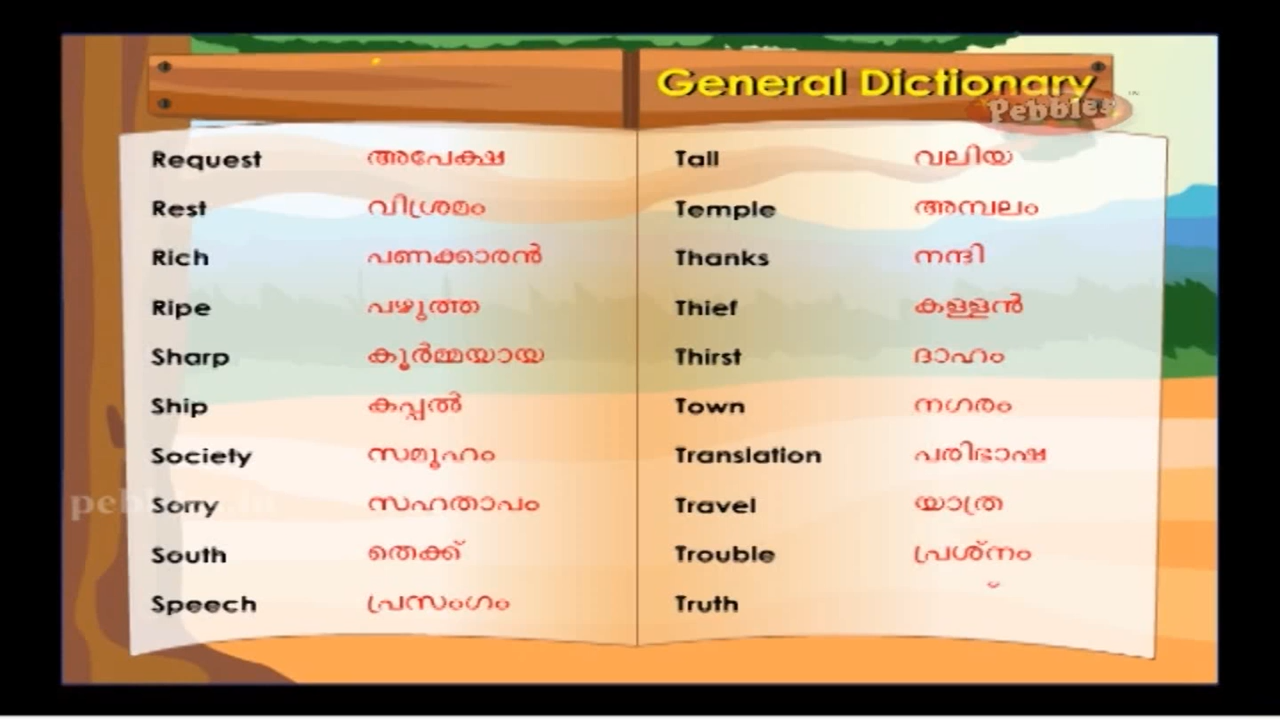 General Dictionary
Pebbles
Request അപേക്ഷ
Rest വിശ്രമം
Rich പണക്കാരൻ
Ripe പഴുത്ത
Sharp കൂർമ്മയായ
Ship കപ്പൽ
Society സമൂഹം
Sorry സഹതാപം
South തെക്ക്
Speech പ്രസംഗം
Tall വലിയ
Temple അമ്പലം
Thanks നന്ദി
Thief കള്ളൻ
Thirst ദാഹം
Town നഗരം
Translation പരിഭാഷ
Travel യാത്ര
Trouble പ്രശ്നം
Truth